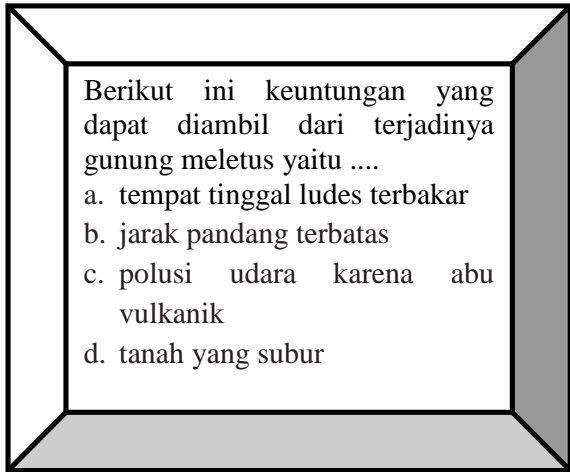 Berikut ini keuntungan yang
dapat diambil dari terjadinya
gunung meletus yaitu ....
a. tempat tinggal ludes terbakar
b. jarak pandang terbatas
c. polusi udara karena abu
vulkanik
d. tanah yang subur